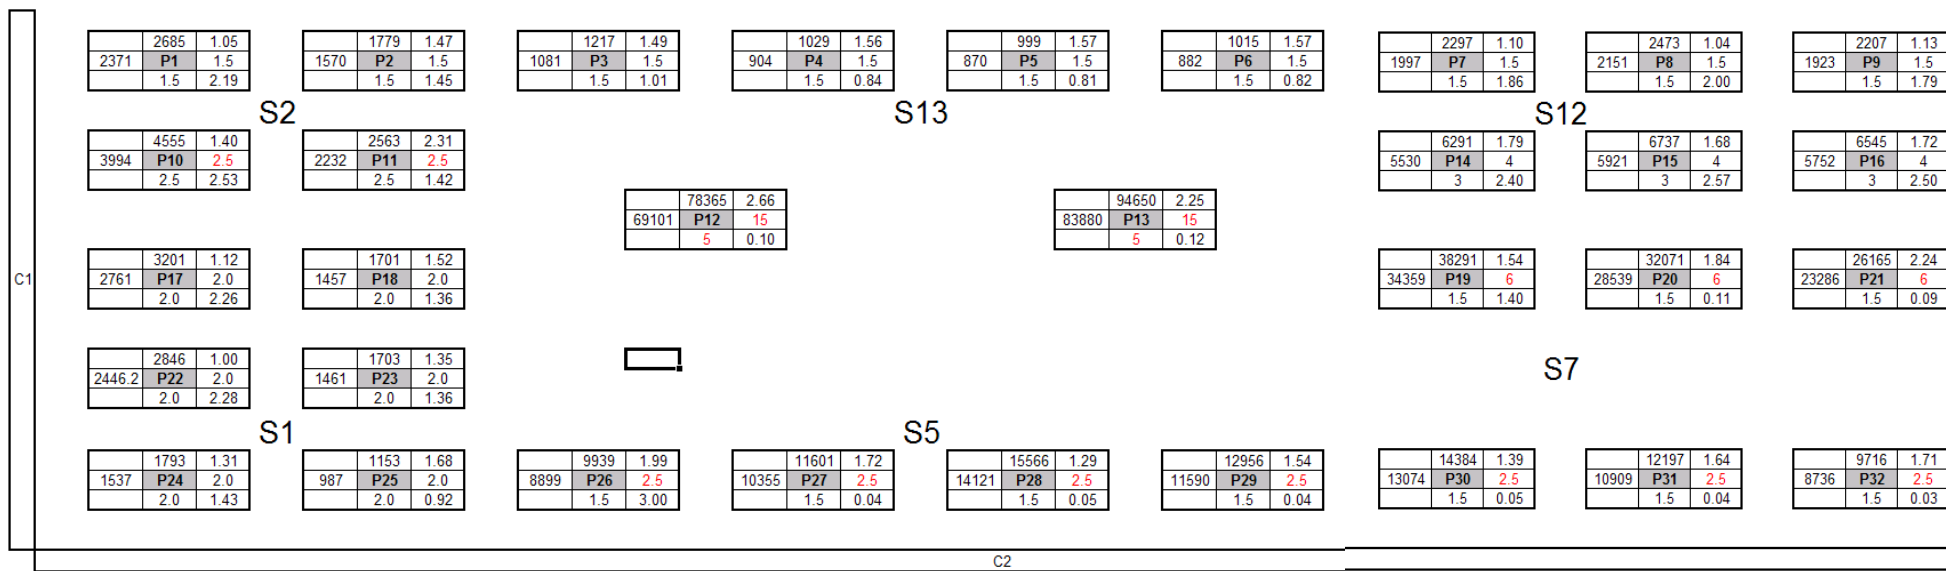 2685 1.05 1779 1.47 1217 1.49 1029 1.56 999 1.57 1015 1.57 2297 1.10 2473 1.04 2207 1.13
2371 P1 1.5 1570 P2 1.5 1081 P3 1.5 904 P4 1.5 870 P5 1.5 882 P6 1.5 1997 P7 1.5 2151 P8 1.5 1923 P9 1.5
1.5 2.19 1.5 1.45 1.5 1.01 1.5 0.84 1.5 0.81 1.5 0.82 1.5 1.86 1.5 2.00 1.5 1.79
S2 S13 S12
4555 1.40 2563 2.31 6291 1.79 6737 1.68 6545 1.72
3994 P10 2.5 2232 P11 2.5 5530 P14 4 5921 P15 4 5752 P16 4
2.5 2.53 2.5 1.42 3 2.40 3 2.57 3 2.50
78365 2.66 94650 2.25
69101 P12 15 83880 P13 15
5 0.10 5 0.12
3201 1.12 1701 1.52 38291 1.54 32071 1.84 26165 2.24
C1 2761 P17 2.0 1457 P18 2.0 34359 P19 6 28539 P20 6 23286 P21 6
2.0 2.26 2.0 1.36 1.5 1.40 1.5 0.11 1.5 0.09
2846 1.00 1703 1.35
2446.2 P22 2.0 1461 P23 2.0
2.0 2.28 2.0 1.36
S7
S1 S5
1793 1.31 1153 1.68 9939 1.99 11601 1.72 15566 1.29 12956 1.54 14384 1.39 12197 1.64 9716 1.71
1537 P24 2.0 987 P25 2.0 8899 P26 2.5 10355 P27 2.5 14121 P28 2.5 11590 P29 2.5 13074 P30 2.5 10909 P31 2.5 8736 P32 2.5
2.0 1.43 2.0 0.92 1.5 3.00 1.5 0.04 1.5 0.05 1.5 0.04 1.5 0.05 1.5 0.04 1.5 0.03
C2